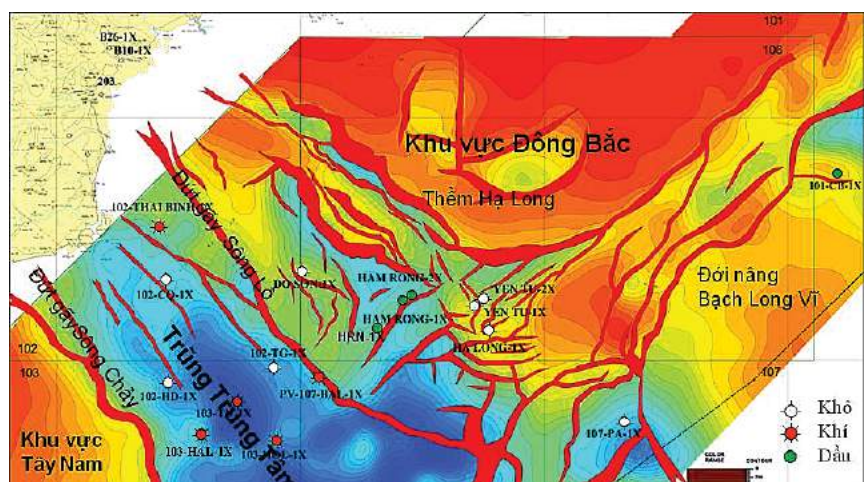 B26-1X
B10-1X
203
101
106
Khu vực Đông Bắc
Thềm Hạ Long
101-CB-1X
102-THAI BINH-1X
Đứt gãy Sông Lô
DO SON-1X
HAM RONG-2X
YEN TU-2X
YEN TU-1X
HAM RONG-1X
HRN-1X
HA LONG-1X
Đới nâng
Bạch Long Vĩ
102-CQ-1X
Đứt gãy Sông Chảy
Trũng Trung Tâm
102
103
102-TG-1X
107
102-HD-1X
PV-107-BAL-1X
103-HAL-1X
107-PA-1X
Khu vực
Tây Nam
Khô
Khí
Dầu
COLOR
RANGE
CONTOUR